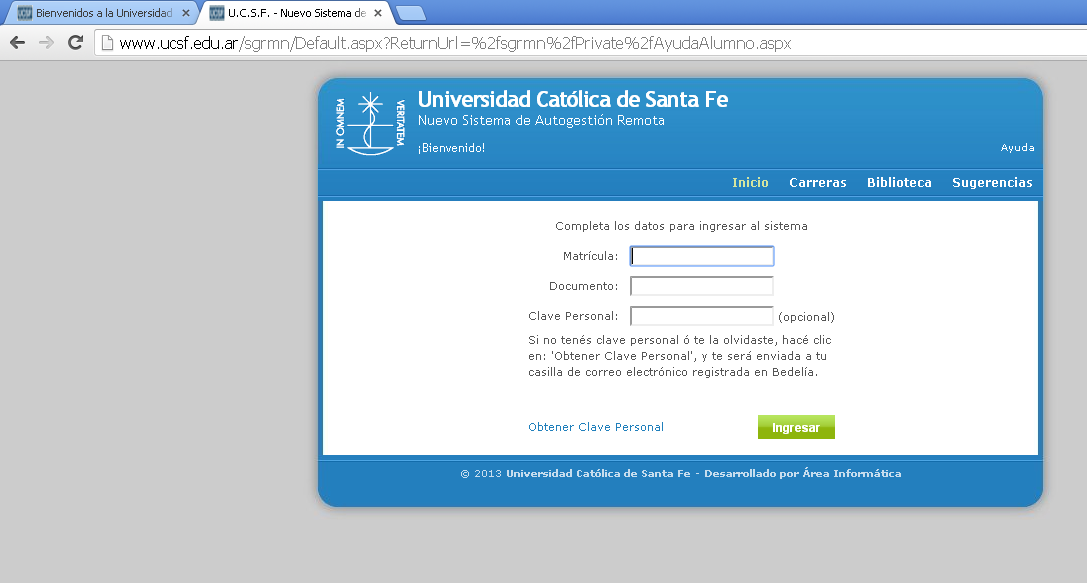 Bienvenidos a la Universidad
U.C.S.F. - Nuevo Sistema de
www.ucsf.edu.ar/sgrmn/Default.aspx?ReturnUrl=%2fsgrmn%2fPrivate%2fAyudaAlumno.aspx
IN OMNEM
VERITATEM
Universidad Católica de Santa Fe
Nuevo Sistema de Autogestión Remota
¡Bienvenido!
Ayuda
Inicio Carreras Biblioteca Sugerencias
Completa los datos para ingresar al sistema
Matrícula:
Documento:
Clave Personal: (opcional)
Si no tenés clave personal ó te la olvidaste, hacé clic
en: 'Obtener Clave Personal', y te será enviada a tu
casilla de correo electrónico registrada en Bedelía.
Obtener Clave Personal Ingresar
© 2013 Universidad Católica de Santa Fe - Desarrollado por Área Informática